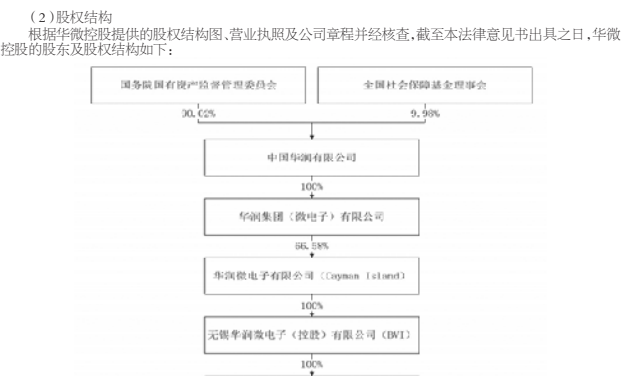 （2）股权结构
根据华微控股提供的股权结构图、营业执照及公司章程并经核查，截至本法律意见书出具之日，华微
控股的股东及股权结构如下：
国务院国有资产监督管理委员会
全国社会保障基金理事会
90.02%
9.98%
中国华润有限公司
100%
华润集团（微电子）有限公司
66.58%
华润微电子有限公司（Cayman Island）
100%
无锡华润微电子（控股）有限公司（BVI）
100%